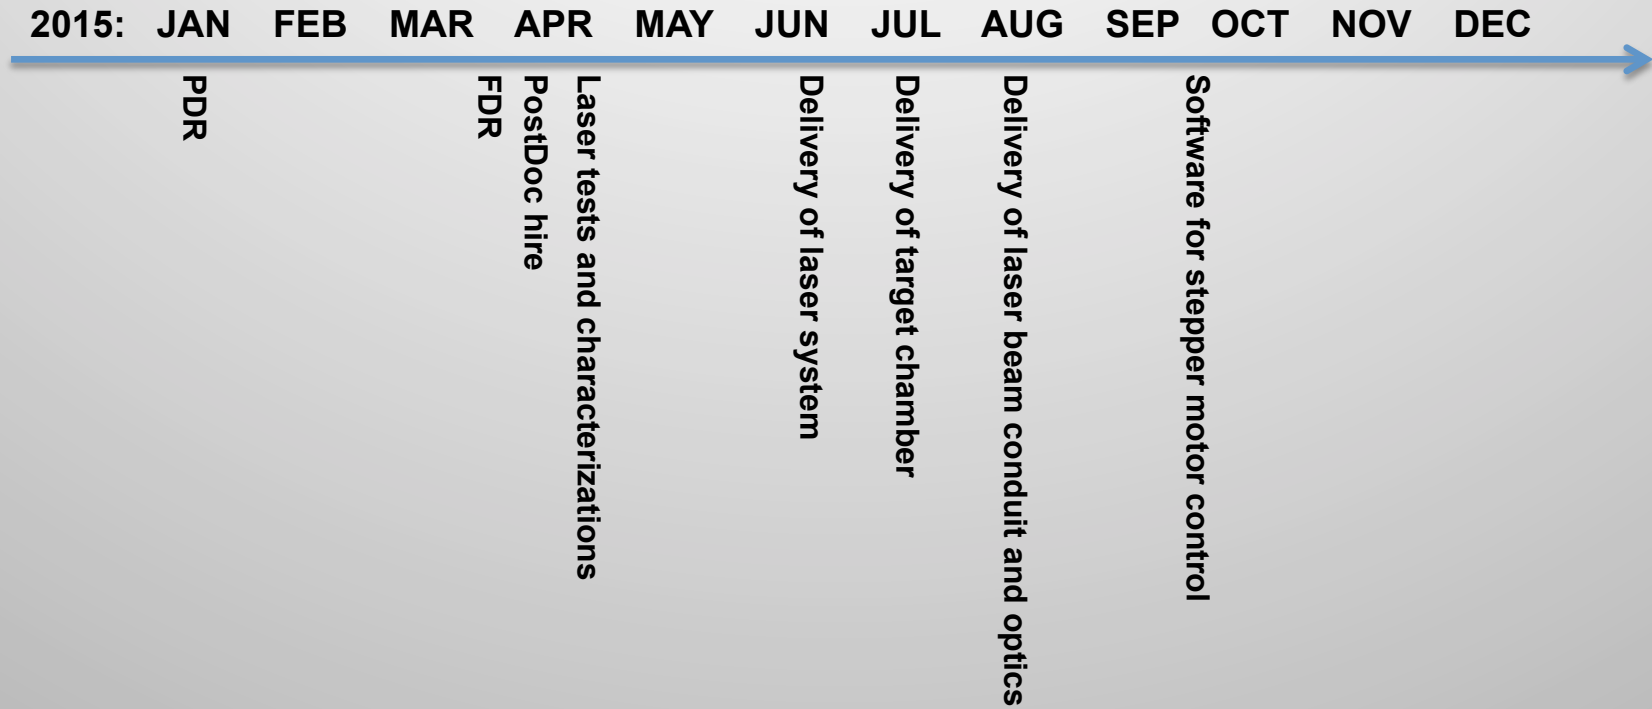 2015: JAN FEB MAR APR MAY JUN JUL AUG SEP OCT NOV DEC
PDR
FDR
PostDoc hire
Laser tests and characterizations
Delivery of laser system
Delivery of target chamber
Delivery of laser beam conduit and optics
Software for stepper motor control